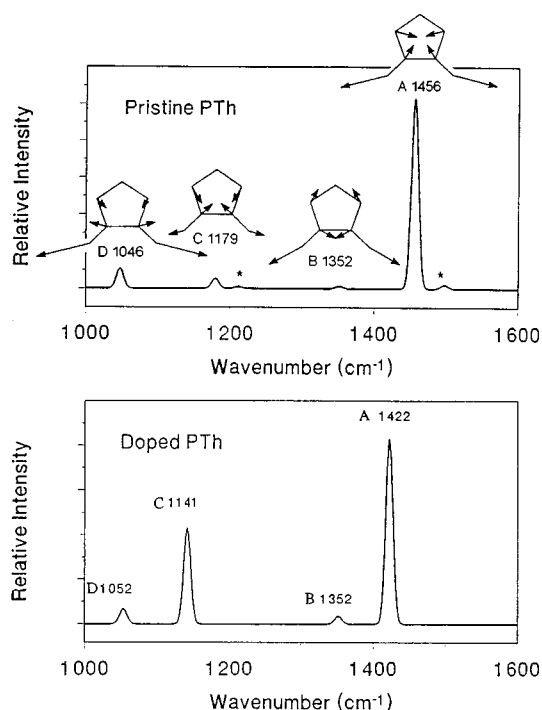 A 1456
Pristine PTh
C 1179
D 1046
B 1352
*
*
Relative Intensity
1000 1200 1400 1600
Wavenumber (cm-1)
A 1422
Doped PTh
C 1141
D 1052
B 1352
Relative Intensity
1000 1200 1400 1600
Wavenumber (cm-1)